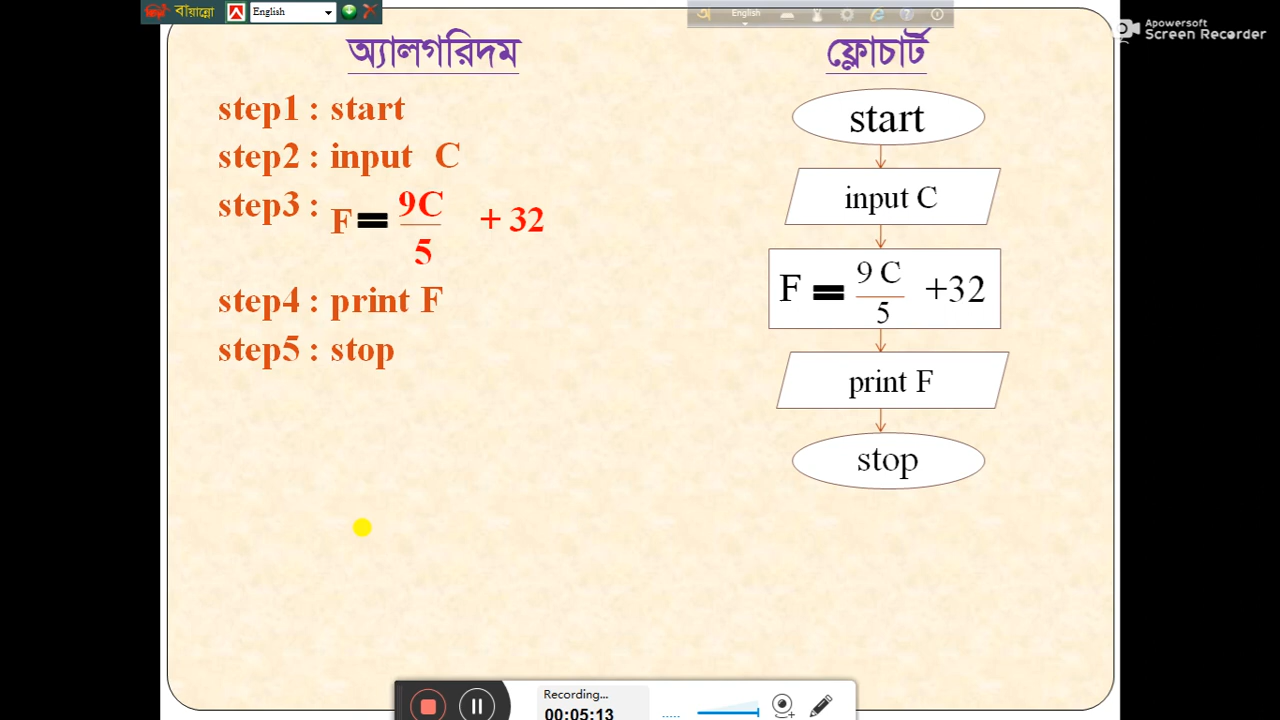 বায়ান্নো
English
English
Apowersoft
Screen Recorder
অ্যালগরিদম
step1 : start
step2 : input C
step3 : F = 9C/5 + 32
step4 : print F
step5 : stop
ফ্লোচার্ট
start
input C
F = 9 C/5 +32
print F
stop
Recording...
00:05:13